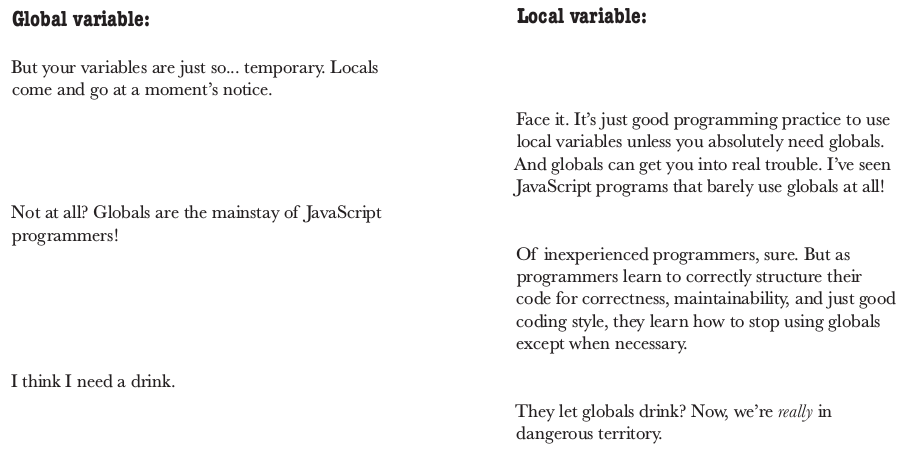 Global variable:
Local variable:
But your variables are just so... temporary. Locals
come and go at a moment’s notice.
Face it. It’s just good programming practice to use
local variables unless you absolutely need globals.
And globals can get you into real trouble. I’ve seen
JavaScript programs that barely use globals at all!
Not at all? Globals are the mainstay of JavaScript
programmers!
Of inexperienced programmers, sure. But as
programmers learn to correctly structure their
code for correctness, maintainability, and just good
coding style, they learn how to stop using globals
except when necessary.
I think I need a drink.
They let globals drink? Now, we’re really in
dangerous territory.